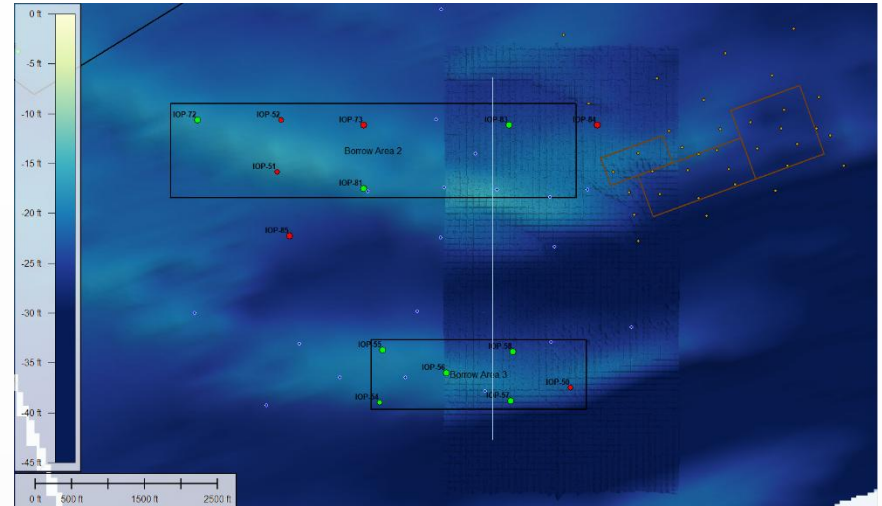 0 ft
-5 ft
-10 ft
-15 ft
-20 ft
-25 ft
-30 ft
-35 ft
-40 ft
-45 ft
IOP-72
IOP-52
IOP-73
IOP-83
IOP-84
Borrow Area 2
IOP-51
IOP-81
IOP-85
IOP-55
IOP-58
IOP-56
Borrow Area 3
IOP-54
IOP-57
0 ft 500 ft 1500 ft 2500 ft